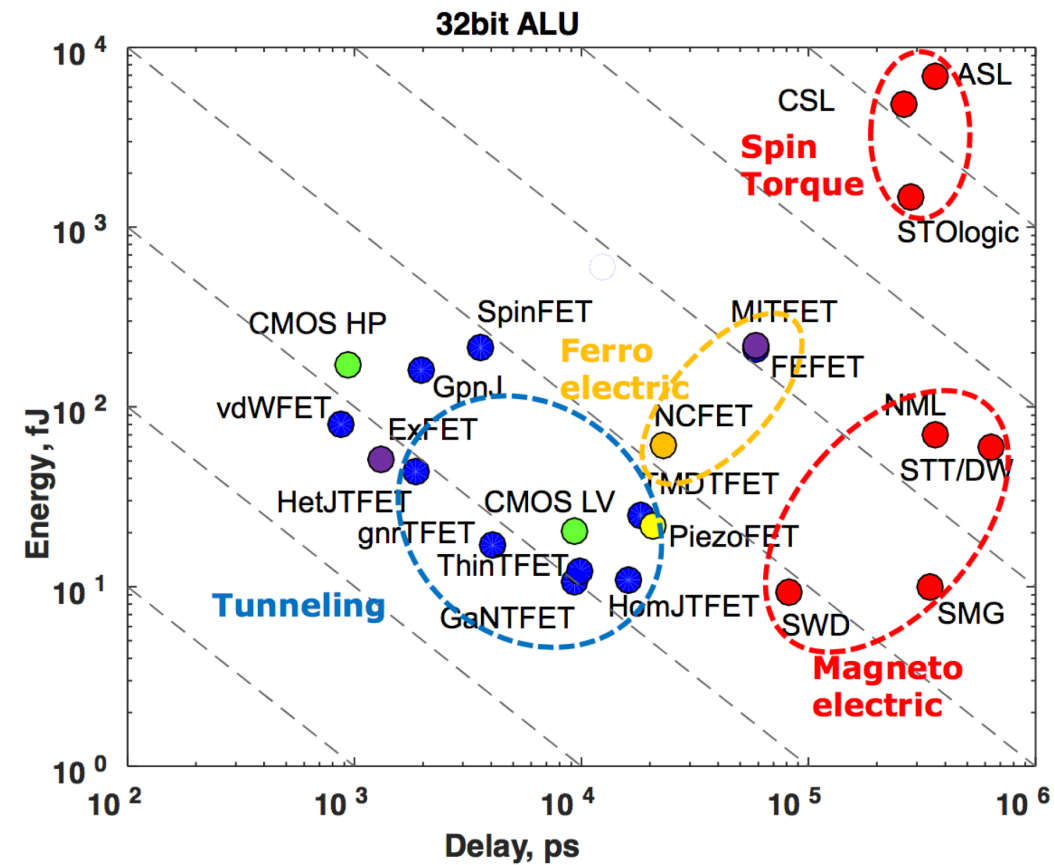 32bit ALU
10 4
ASL
CSL
Spin
Torque
10 3
STOlogic
SpinFET
MITFET
CMOS HP
Ferro
electric
FEFET
GpnJ
10 2
vdWFET
NCFET
NML
ExFET
STT/DW
HetJTFET
CMOS LV
TMDTFET
gnrTFET
PiezoFET
ThinTFET
10 1
Tunneling
GaNTFET
HomJTFET
SWD
SMG
Magneto
electric
10 0
10 2
10 3
10 4
10 5
10 6
Energy, fJ
Delay, ps